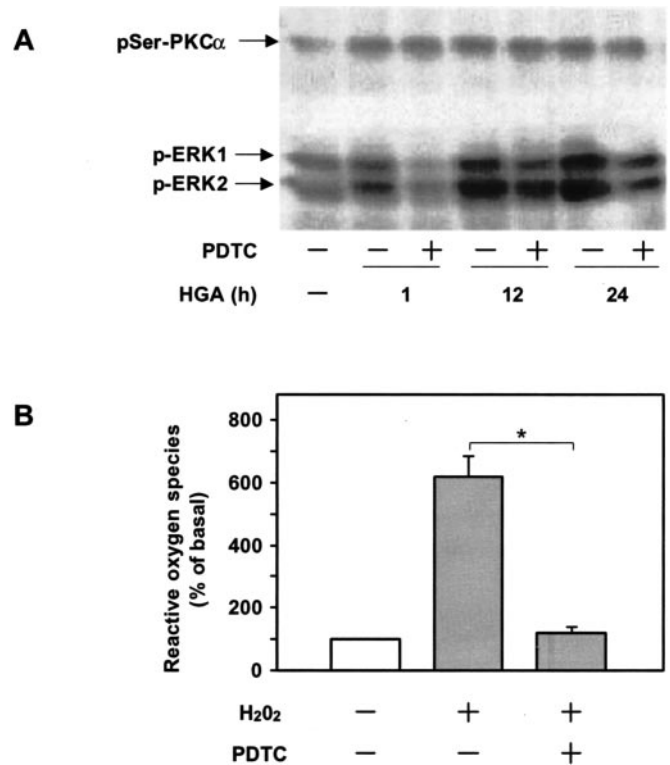 A
pSer-PKCα
p-ERK1
p-ERK2
PDTC − − + − + − +
HGA (h) − 1 12 24
B
Reactive oxygen species
(% of basal)
800
600
400
200
0
*
H₂0₂ − + +
PDTC − − +